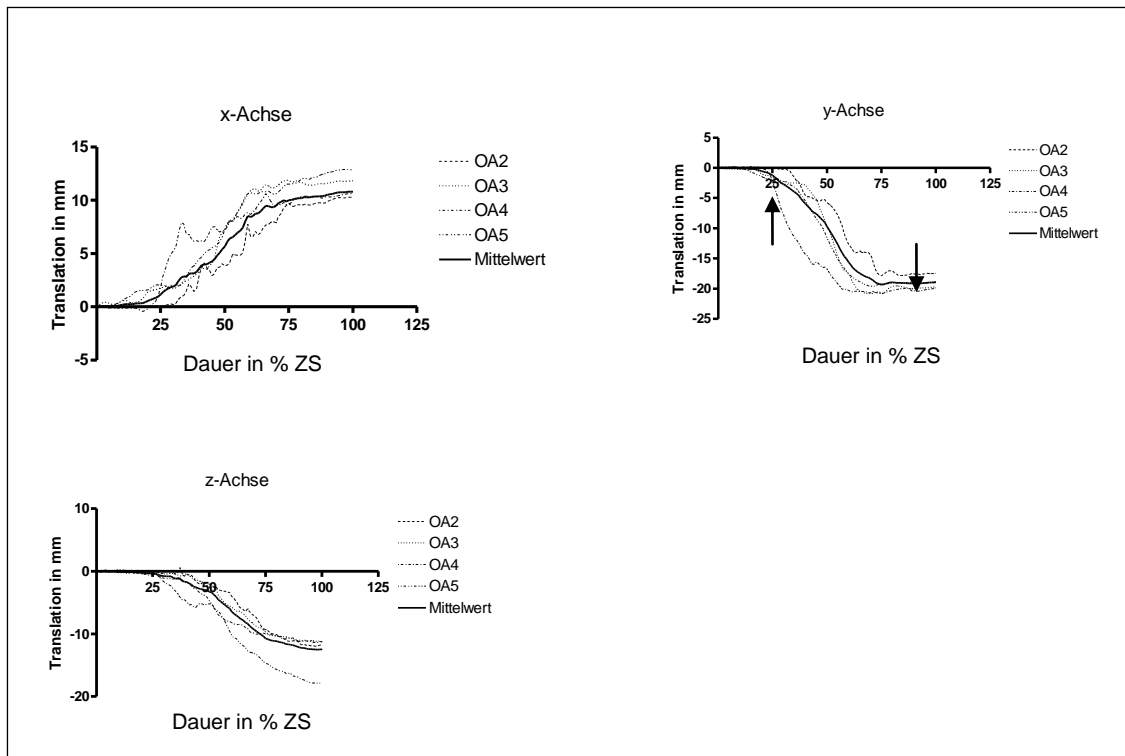 x-Achse
15
10
5
0
-5
25
50
75
100
125
Translation in mm
Dauer in % ZS
OA2
OA3
OA4
OA5
Mittelwert
y-Achse
5
0
-5
-10
-15
-20
-25
25
50
75
100
125
Translation in mm
Dauer in % ZS
OA2
OA3
OA4
OA5
Mittelwert
z-Achse
10
0
-10
-20
25
50
75
100
125
Translation in mm
Dauer in % ZS
OA2
OA3
OA4
OA5
Mittelwert